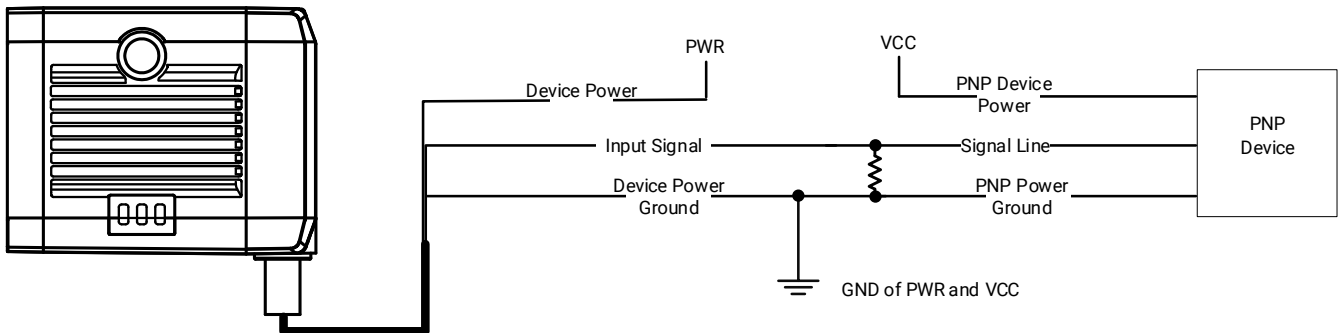 PWR
VCC
Device Power
PNP Device
Power
PNP
Device
Input Signal
Signal Line
Device Power
Ground
PNP Power
Ground
GND of PWR and VCC